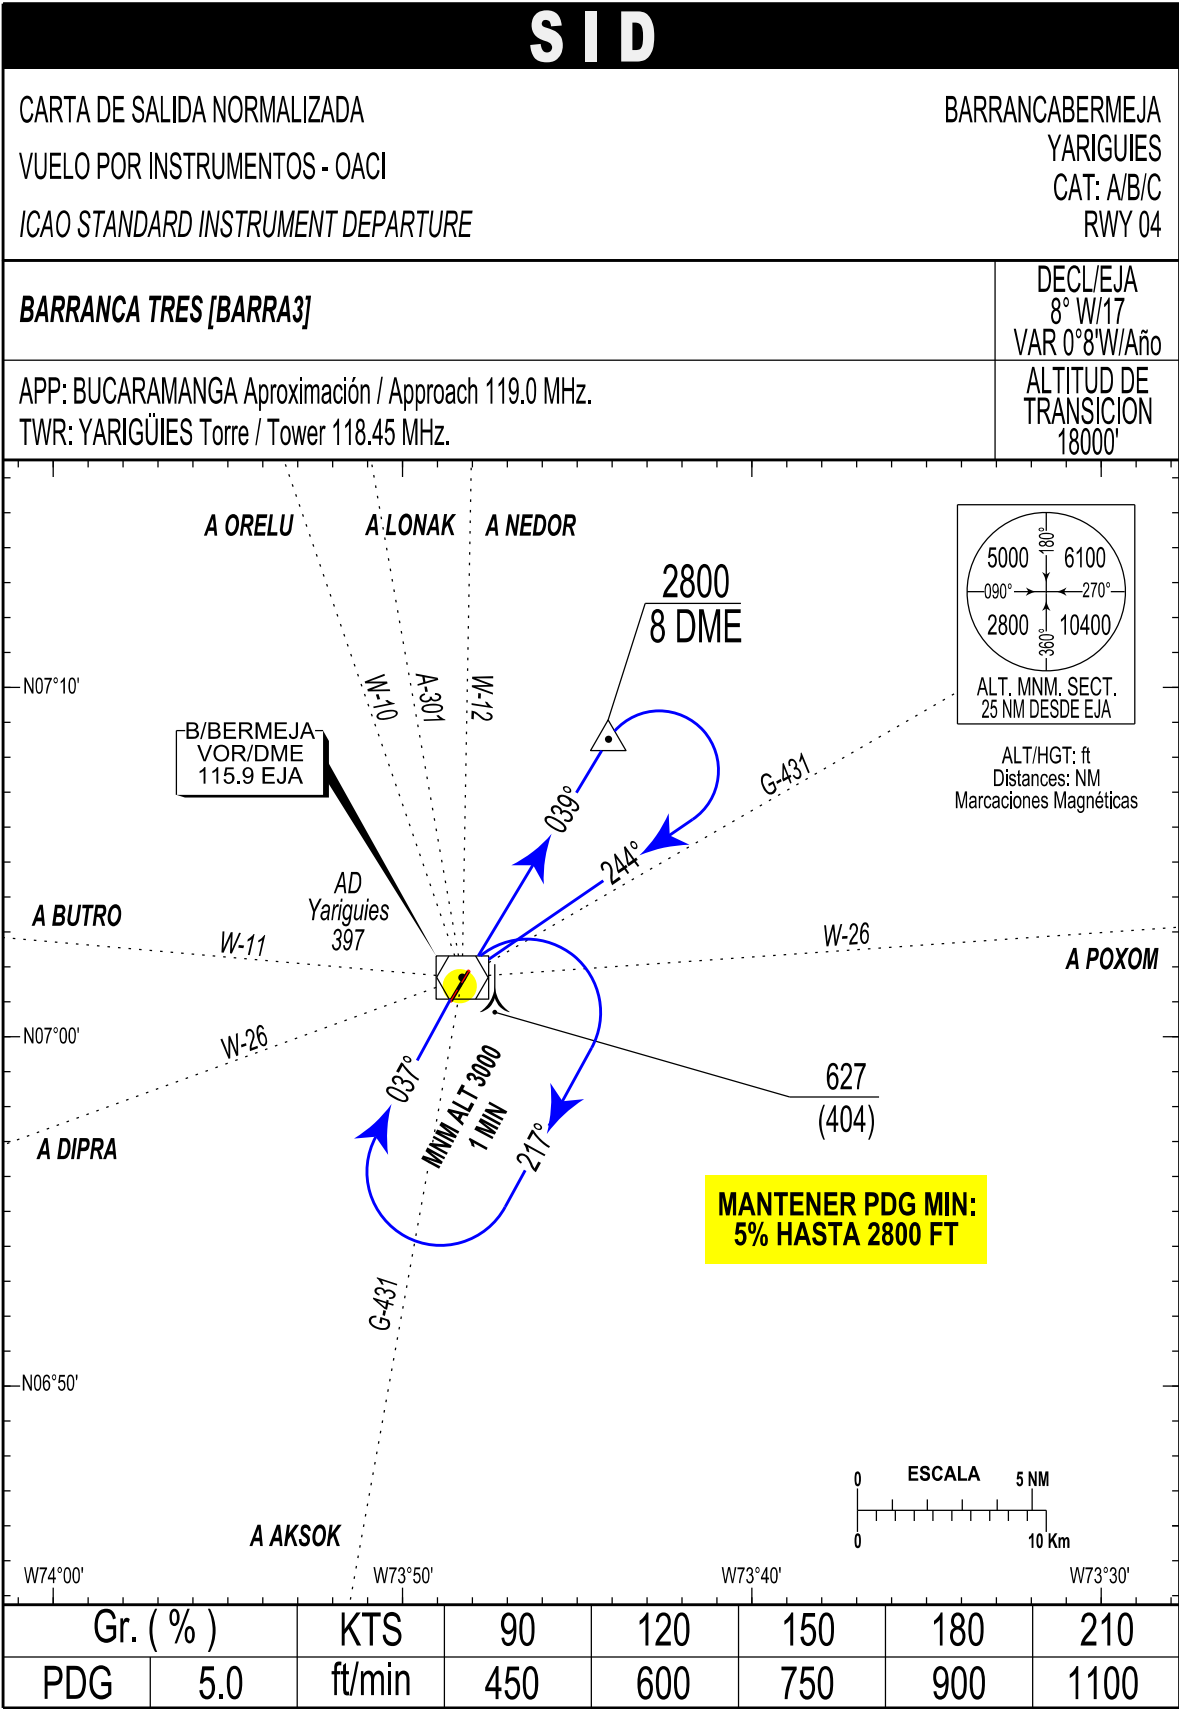 SID
CARTA DE SALIDA NORMALIZADA
VUELO POR INSTRUMENTOS - OACI
ICAO STANDARD INSTRUMENT DEPARTURE
BARRANCABERMEJA
YARIGUIES
CAT: A/B/C
RWY 04
BARRANCA TRES [BARRA3]
DECL/EJA
8° W/17
VAR 0°8'W/Año
APP: BUCARAMANGA Aproximación / Approach 119.0 MHz.
TWR: YARIGÜIES Torre / Tower 118.45 MHz.
ALTITUD DE
TRANSICION
18000'
A ORELU
A LONAK
A NEDOR
2800
8 DME
5000
180°
6100
090°
270°
2800
360°
10400
ALT. MNM. SECT.
25 NM DESDE EJA
ALT/HGT: ft
Distances: NM
Marcaciones Magnéticas
N07°10'
W-10
A-301
W-12
B/BERMEJA
VOR/DME
115.9 EJA
G-431
039°
244°
AD
Yariguies
397
A BUTRO
W-11
W-26
A POXOM
N07°00'
W-26
037°
MNM ALT 3000
1 MIN
217°
627
(404)
A DIPRA
MANTENER PDG MIN:
5% HASTA 2800 FT
G-431
N06°50'
A AKSOK
0 ESCALA 5 NM
0 10 Km
W74°00'
W73°50'
W73°40'
W73°30'
Gr. ( % ) KTS 90 120 150 180 210
PDG 5.0 ft/min 450 600 750 900 1100